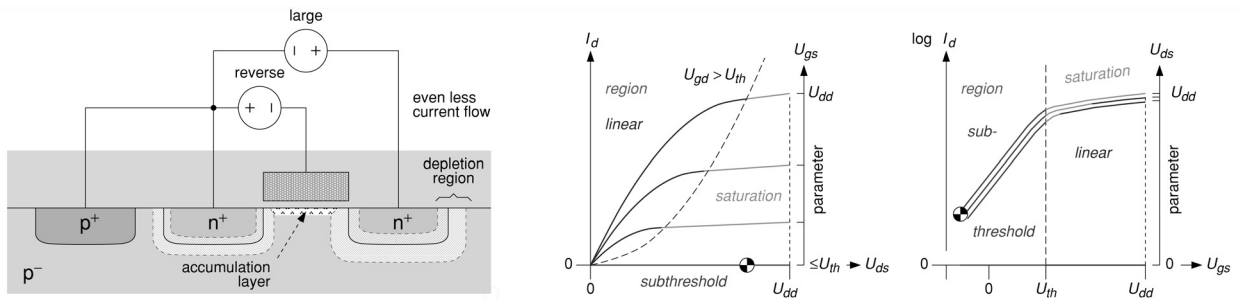 large
reverse
even less
current flow
depletion
region
p+
n+
n+
accumulation
layer
p−
Id
Ugs
Ugd > Uth
region
linear
Udd
saturation
parameter
0
subthreshold
≤Uth
Uds
0
Udd
log Id
Uds
saturation
region
Udd
sub-
linear
parameter
threshold
0
0
Ugs
0
Uth
Udd